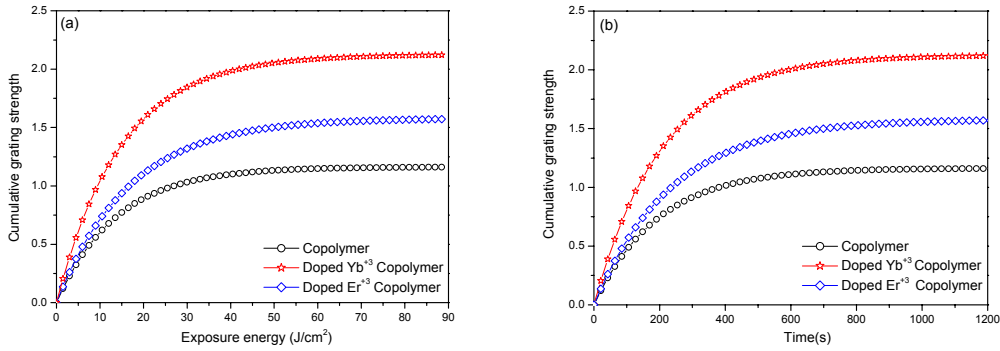 (a)
Cumulative grating strength
2.5
2.0
1.5
1.0
0.5
0.0
Copolymer
Doped Yb+3 Copolymer
Doped Er+3 Copolymer
0 10 20 30 40 50 60 70 80 90
Exposure energy (J/cm2)
(b)
Cumulative grating strength
2.5
2.0
1.5
1.0
0.5
0.0
Copolymer
Doped Yb+3 Copolymer
Doped Er+3 Copolymer
0 200 400 600 800 1000 1200
Time(s)